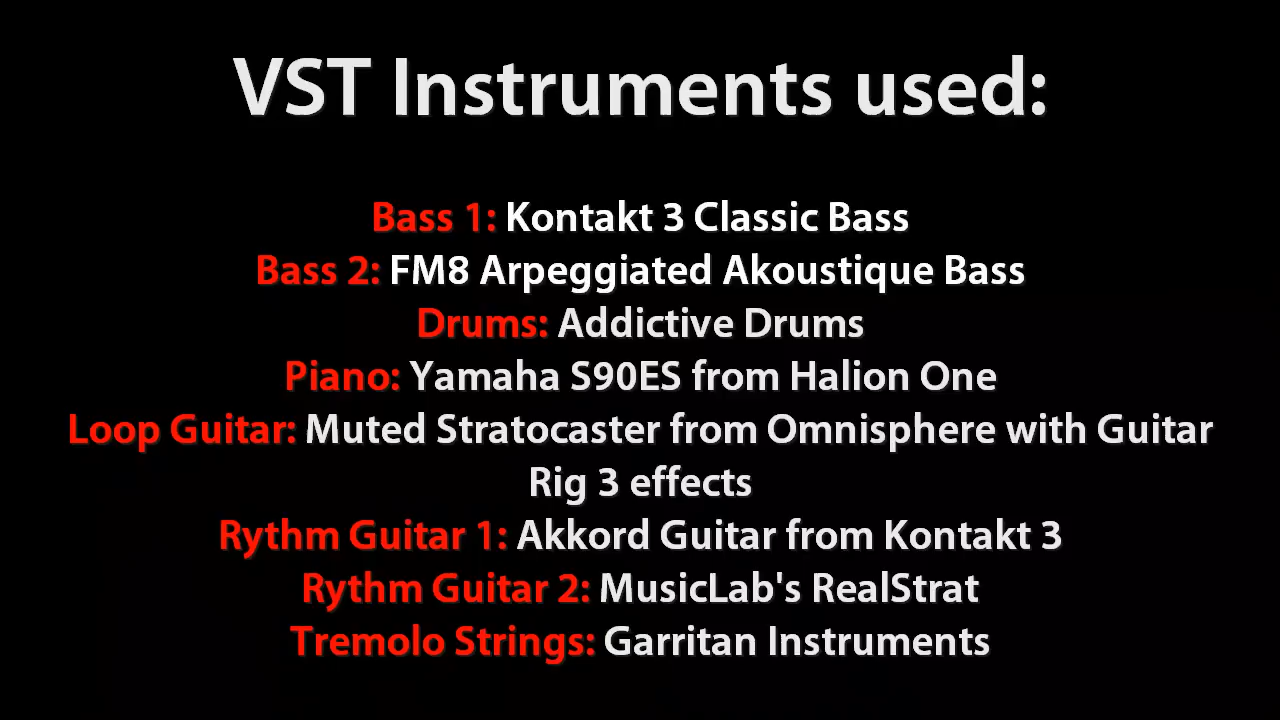 VST Instruments used:
Bass 1: Kontakt 3 Classic Bass
Bass 2: FM8 Arpeggiated Akoustique Bass
Drums: Addictive Drums
Piano: Yamaha S90ES from Halion One
Loop Guitar: Muted Stratocaster from Omnisphere with Guitar
Rig 3 effects
Rythm Guitar 1: Akkord Guitar from Kontakt 3
Rythm Guitar 2: MusicLab's RealStrat
Tremolo Strings: Garritan Instruments